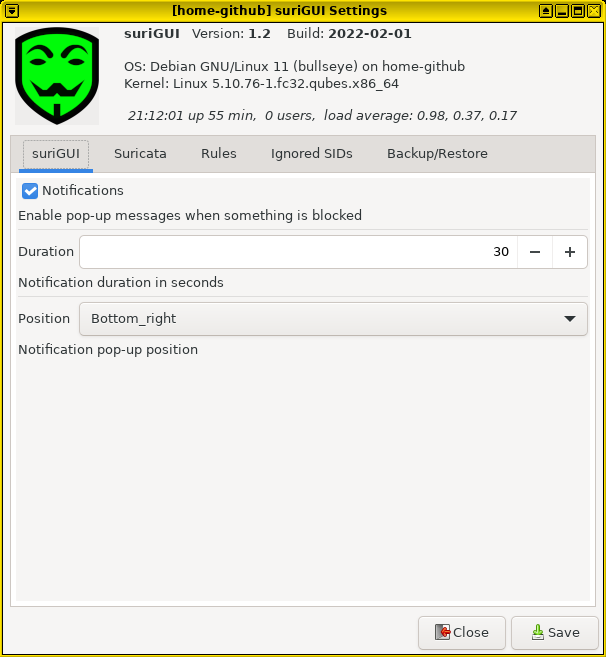 [home-github] suriGUI Settings
suriGUI Version: 1.2 Build: 2022-02-01
OS: Debian GNU/Linux 11 (bullseye) on home-github
Kernel: Linux 5.10.76-1.fc32.qubes.x86_64
21:12:01 up 55 min, 0 users, load average: 0.98, 0.37, 0.17
suriGUI Suricata Rules Ignored SIDs Backup/Restore
Notifications
Enable pop-up messages when something is blocked
Duration 30 − +
Notification duration in seconds
Position Bottom_right
Notification pop-up position
Close Save